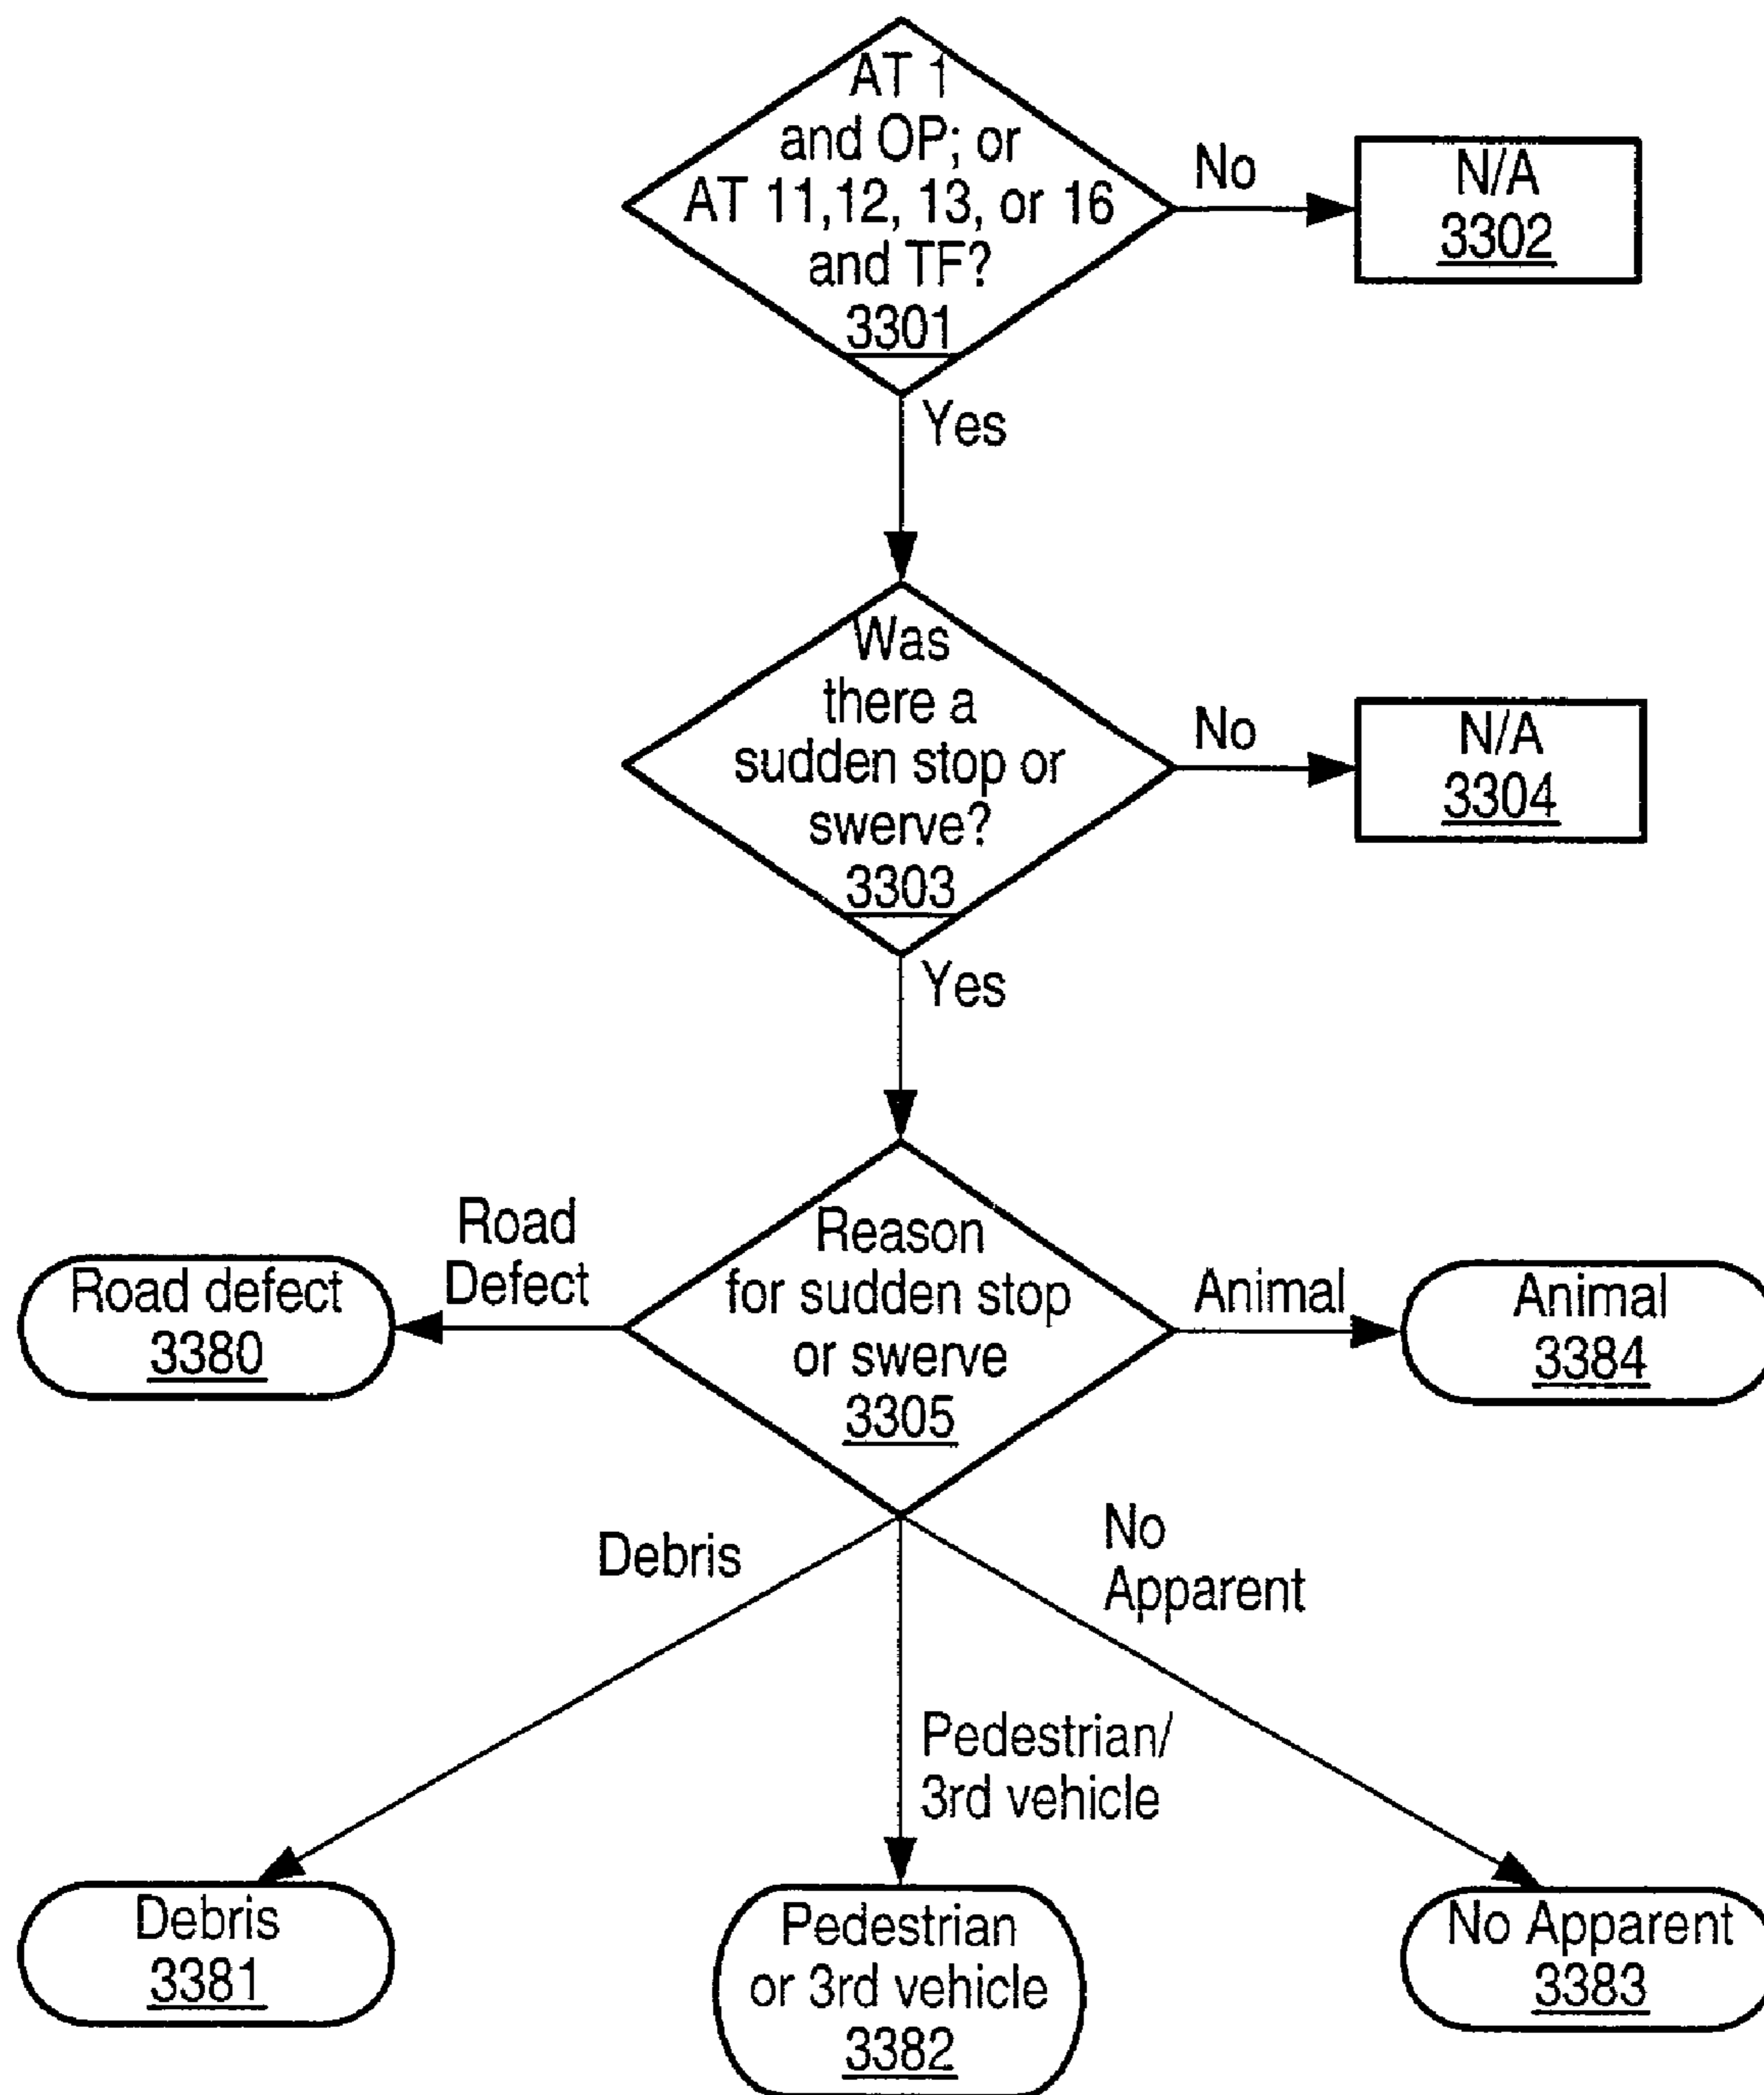 AT 1
and OP; or
AT 11,12, 13, or 16
and TF?
3301
No
N/A
3302
Yes
Was
there a
sudden stop or
swerve?
3303
No
N/A
3304
Yes
Reason
for sudden stop
or swerve
3305
Road
Defect
Road defect
3380
Animal
Animal
3384
Debris
No
Apparent
Pedestrian/
3rd vehicle
Debris
3381
Pedestrian
or 3rd vehicle
3382
No Apparent
3383